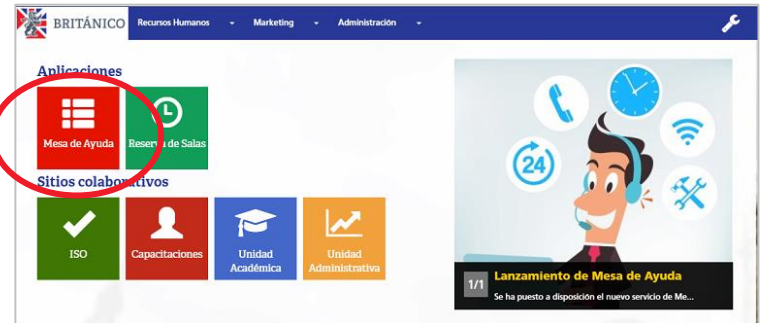 BRITÁNICO
Recursos Humanos
Marketing
Administración
Aplicaciones
Mesa de Ayuda
Reserva de Salas
Sitios colaborativos
ISO
Capacitaciones
Unidad
Académica
Unidad
Administrativa
24
1/1
Lanzamiento de Mesa de Ayuda
Se ha puesto a disposición el nuevo servicio de Me...